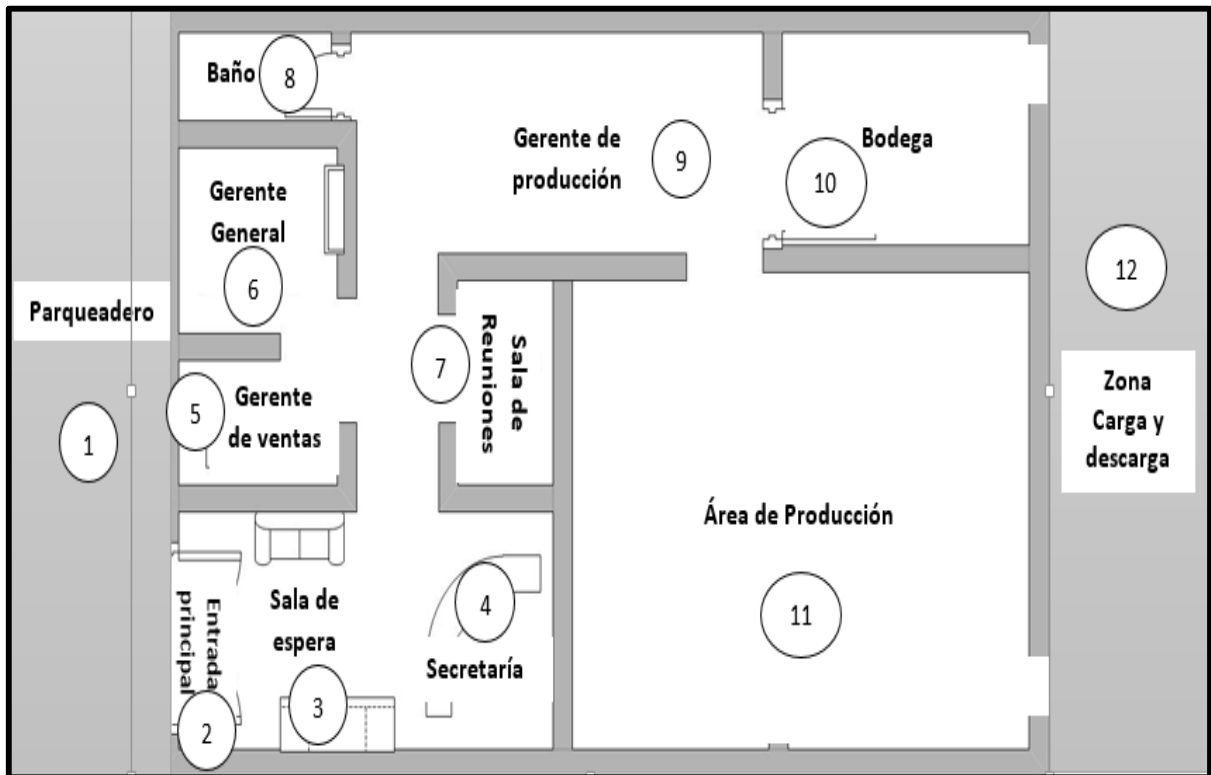 Baño
8
Gerente de
producción
9
Bodega
10
Gerente
General
6
12
Parqueadero
7
Sala de
Reuniones
5
Gerente
de ventas
1
Zona
Carga y
descarga
Área de Producción
Entrada
principal
2
Sala de
espera
3
4
Secretaría
11